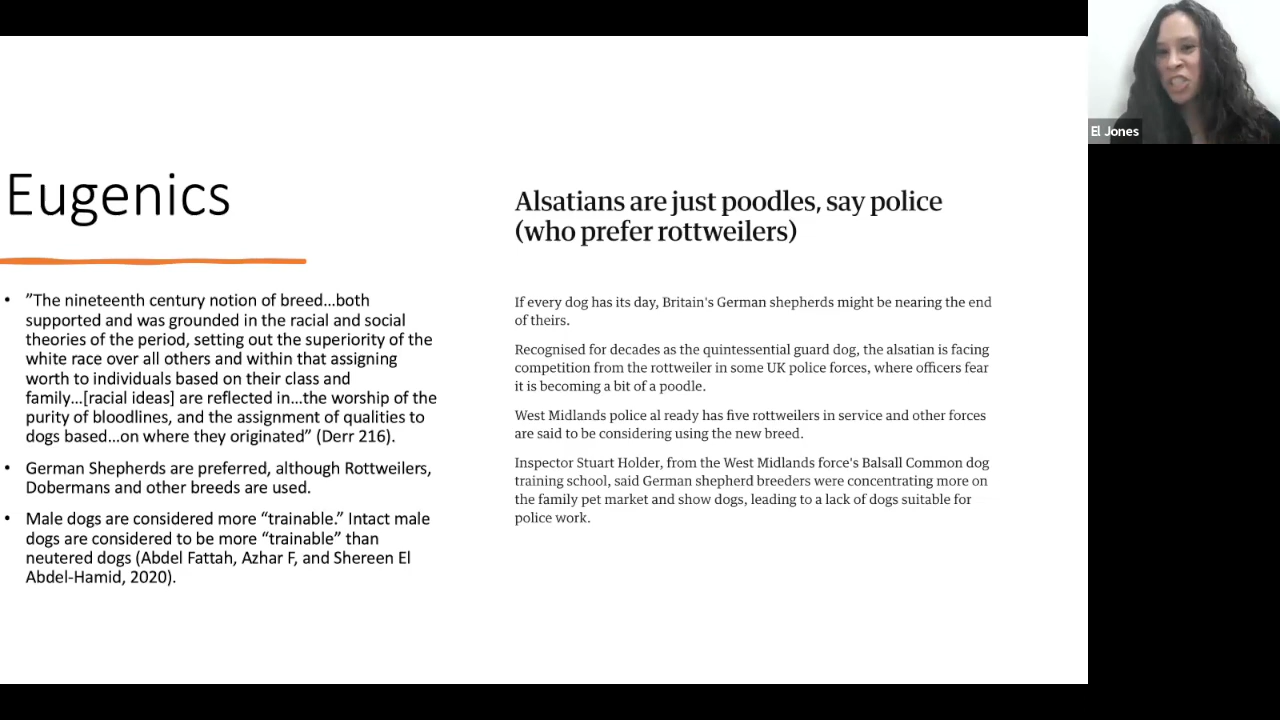 Eugenics
• ”The nineteenth century notion of breed...both
supported and was grounded in the racial and social
theories of the period, setting out the superiority of the
white race over all others and within that assigning
worth to individuals based on their class and
family...[racial ideas] are reflected in...the worship of the
purity of bloodlines, and the assignment of qualities to
dogs based...on where they originated” (Derr 216).
• German Shepherds are preferred, although Rottweilers,
Dobermans and other breeds are used.
• Male dogs are considered more “trainable.” Intact male
dogs are considered to be more “trainable” than
neutered dogs (Abdel Fattah, Azhar F, and Shereen El
Abdel-Hamid, 2020).
Alsatians are just poodles, say police
(who prefer rottweilers)
If every dog has its day, Britain's German shepherds might be nearing the end
of theirs.
Recognised for decades as the quintessential guard dog, the alsatian is facing
competition from the rottweiler in some UK police forces, where officers fear
it is becoming a bit of a poodle.
West Midlands police al ready has five rottweilers in service and other forces
are said to be considering using the new breed.
Inspector Stuart Holder, from the West Midlands force's Balsall Common dog
training school, said German shepherd breeders were concentrating more on
the family pet market and show dogs, leading to a lack of dogs suitable for
police work.
El Jones